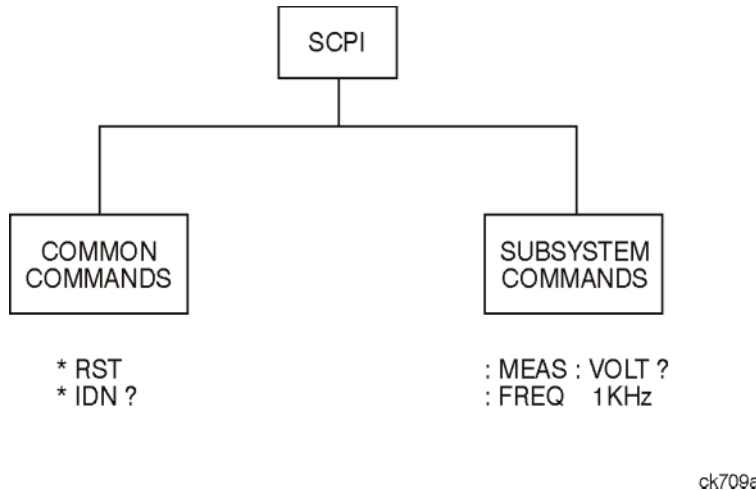 SCPI
COMMON
COMMANDS
SUBSYSTEM
COMMANDS
* RST
* IDN ?
: MEAS : VOLT ?
: FREQ 1KHz
ck709a